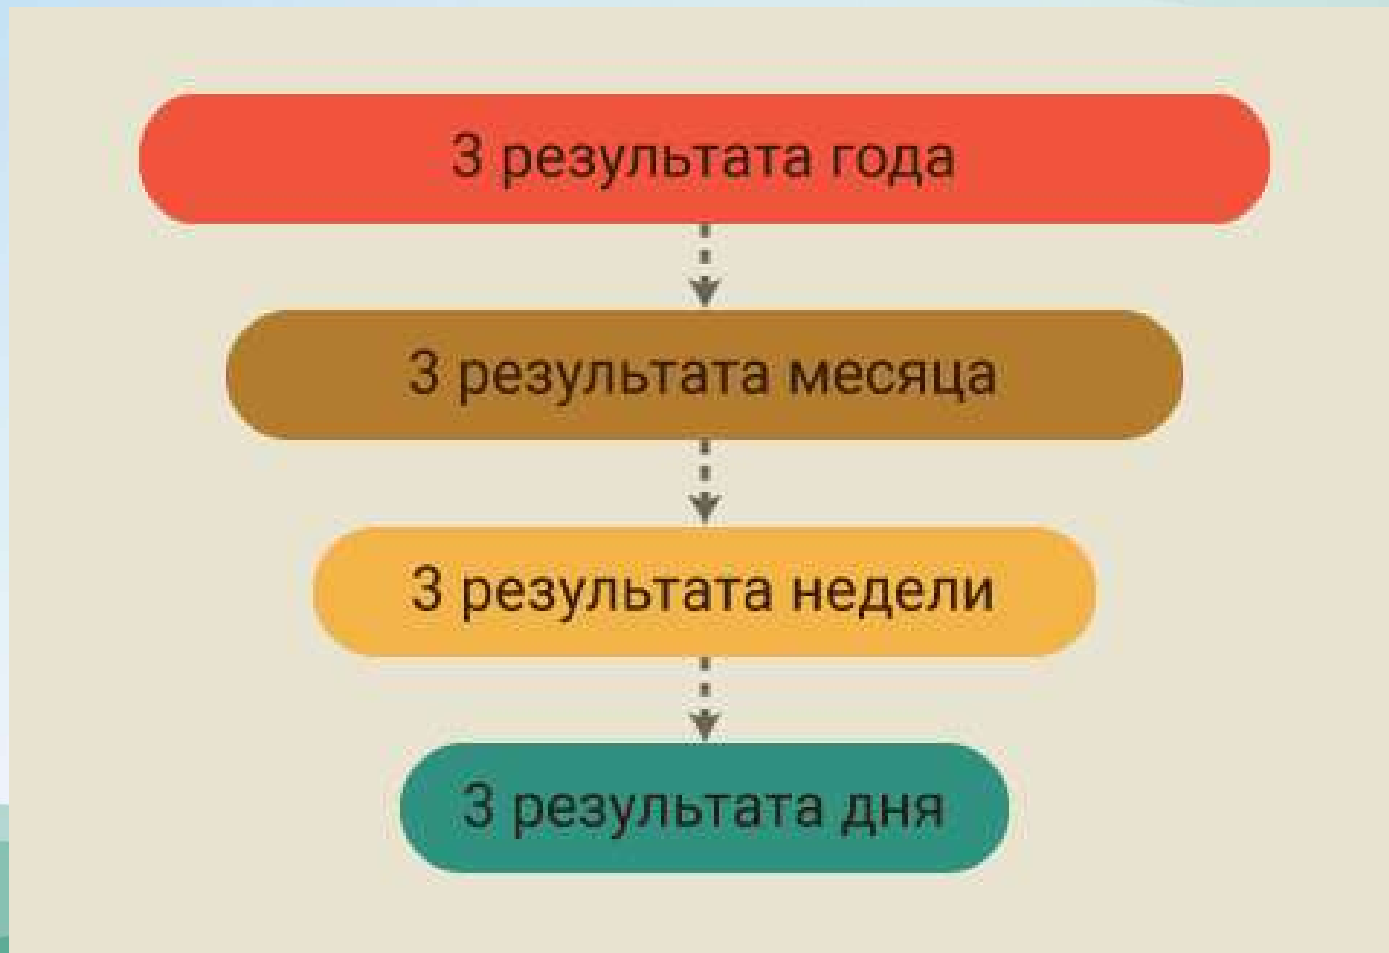 3 результата года
3 результата месяца
3 результата недели
3 результата дня